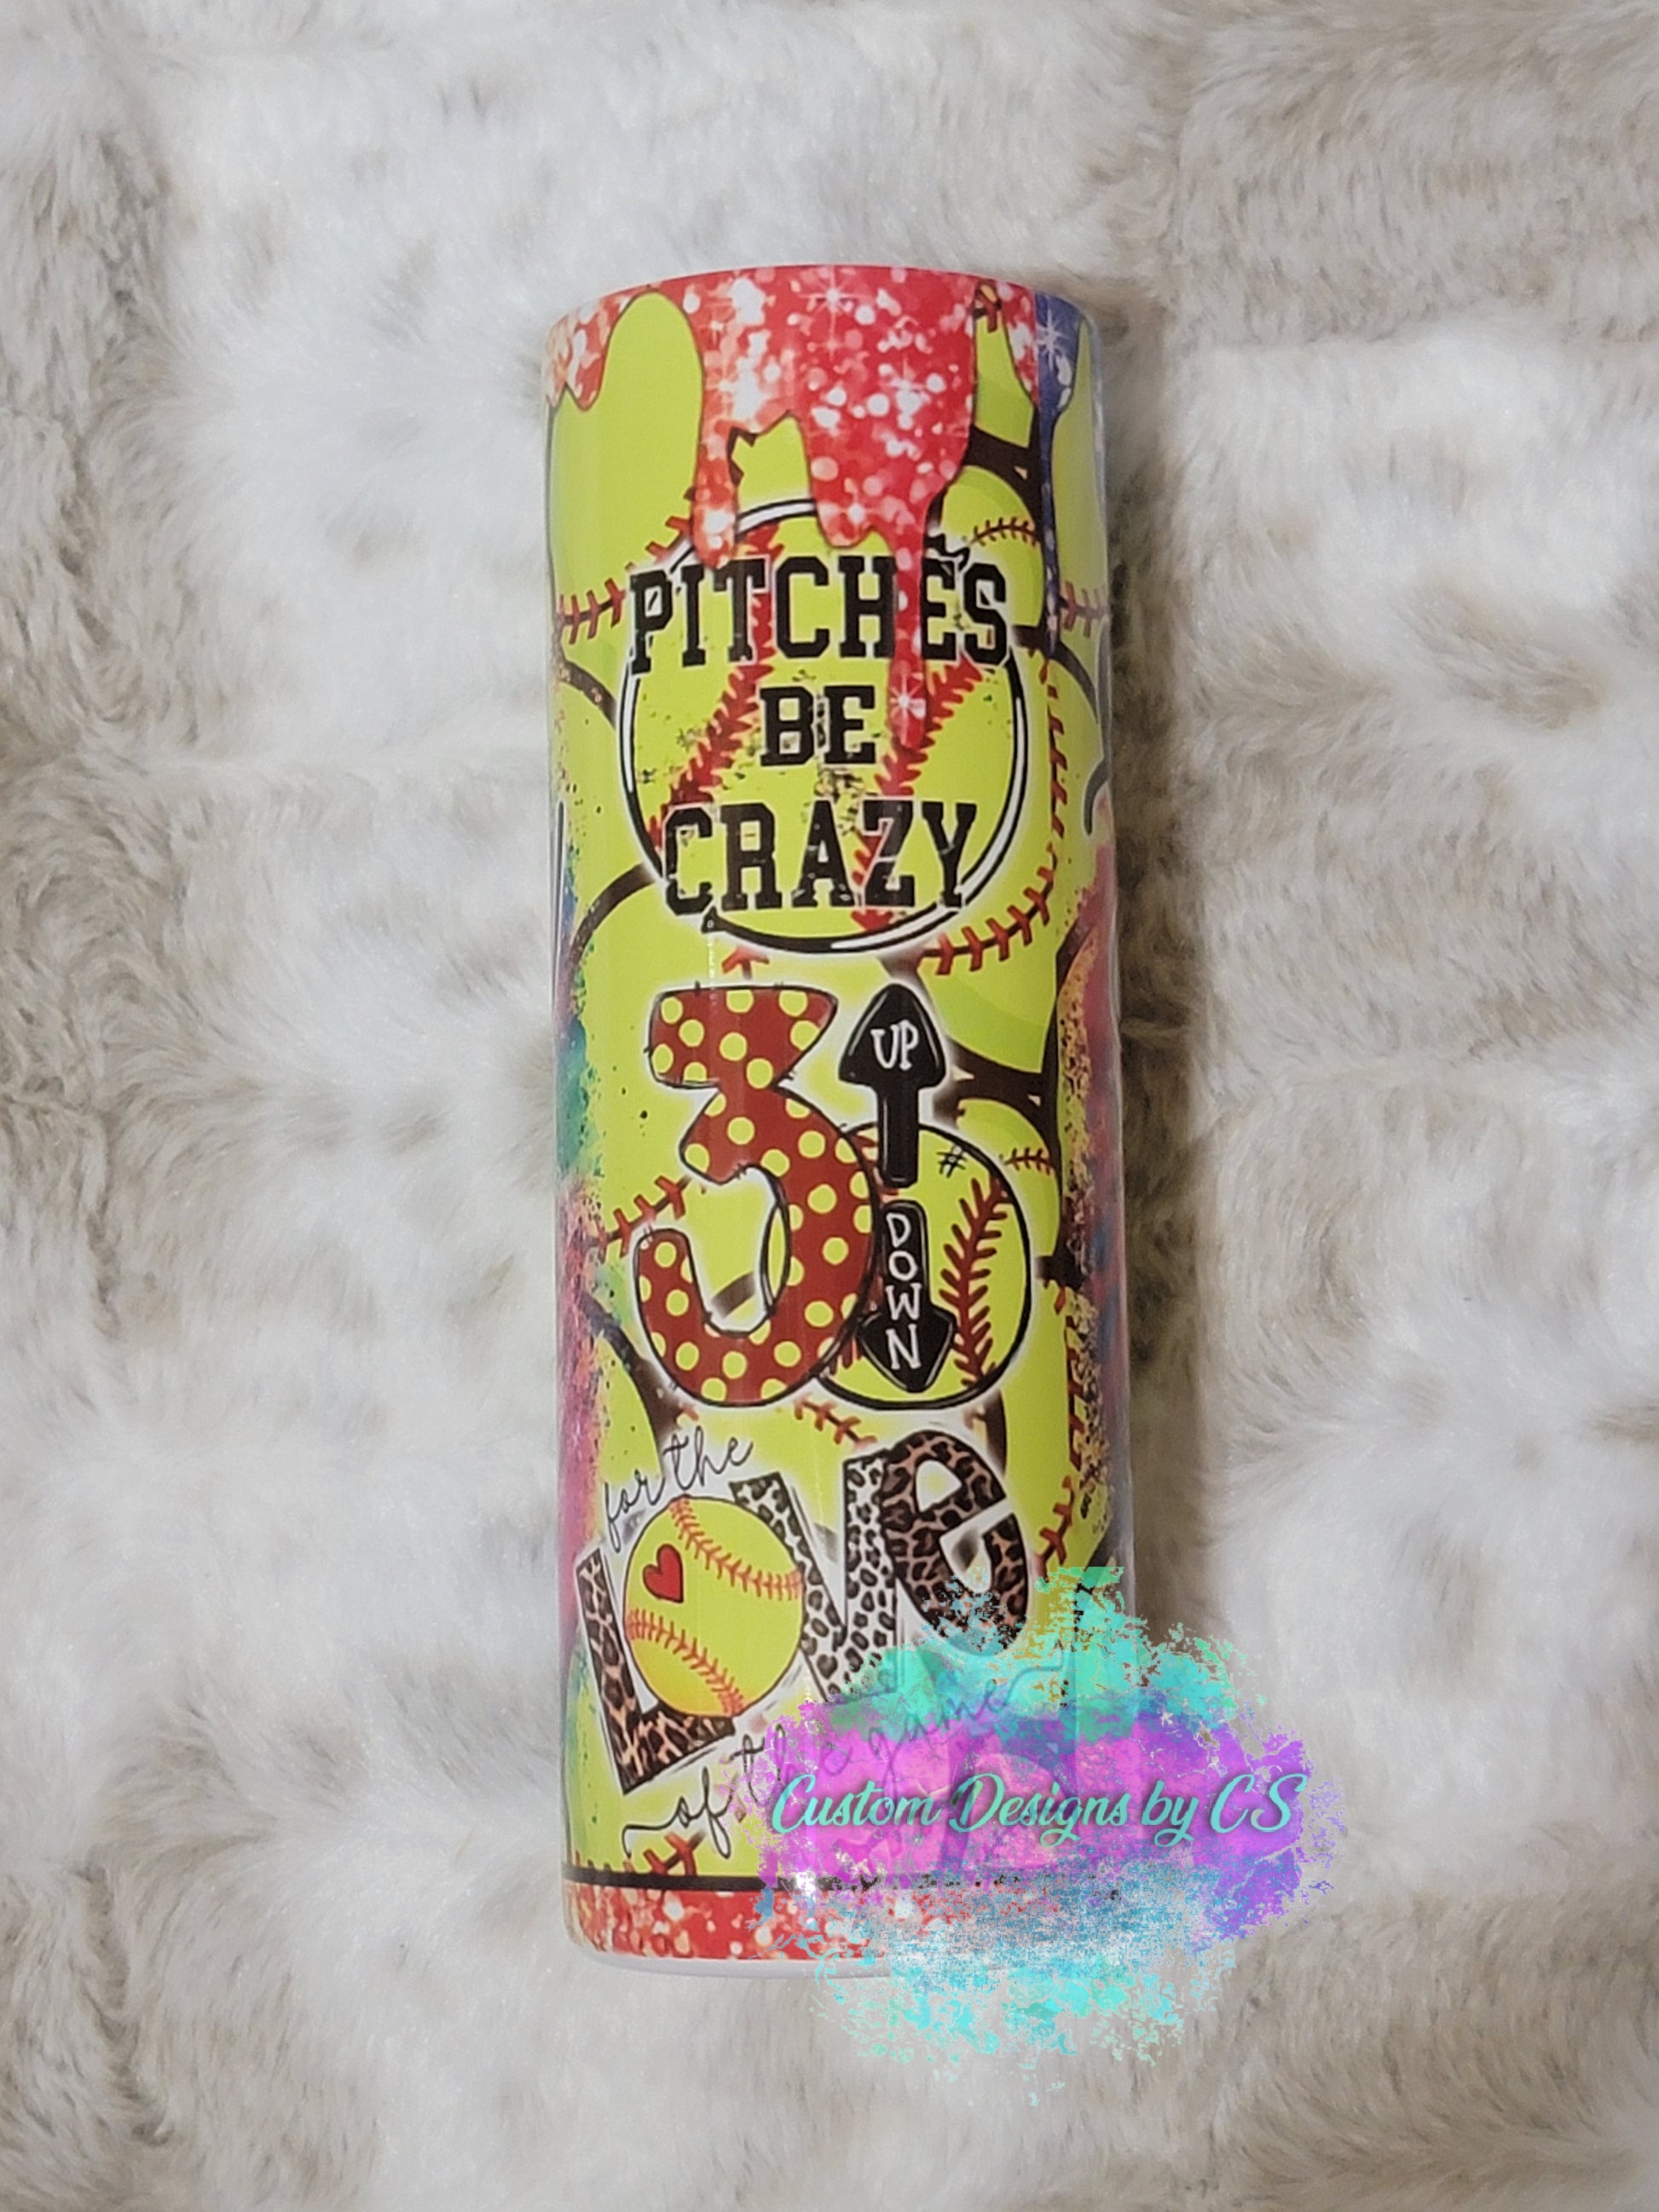 PITCHES
BE
CRAZY
3 UP
DOWN
for the
LOVe
of the game
Custom Designs by CS